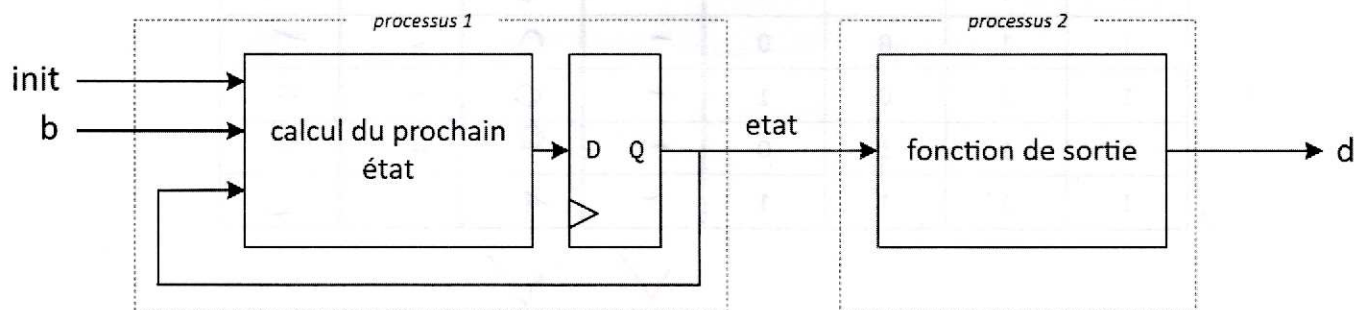 processus 1
processus 2
init
b
calcul du prochain
état
D Q
etat
fonction de sortie
d